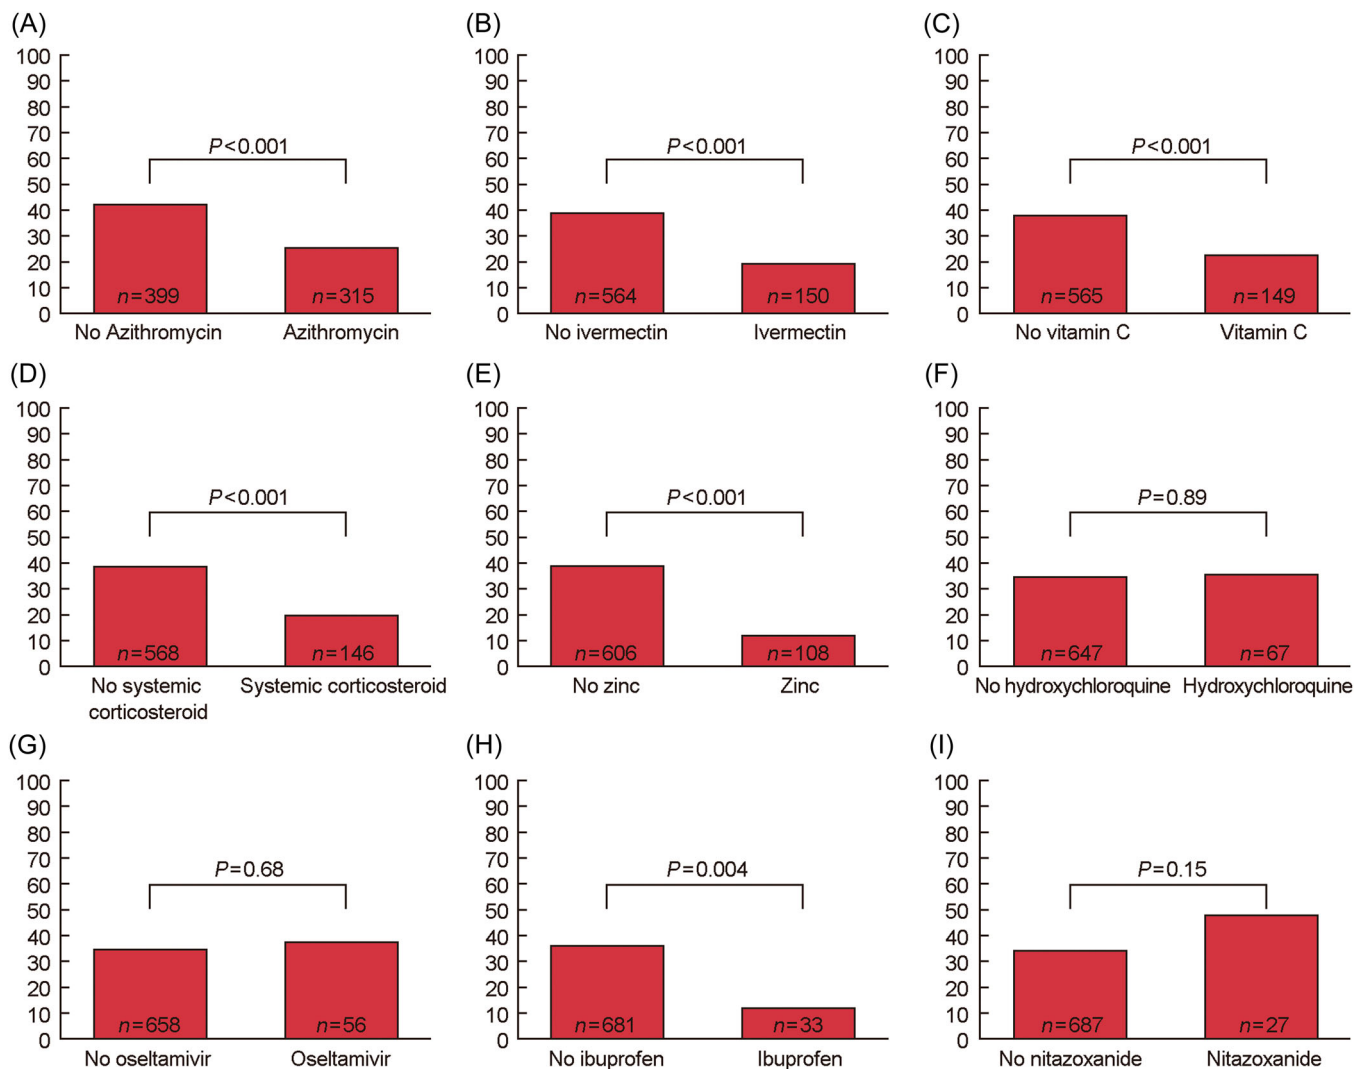 (A)
100
90
80
70
60
50
40
30
20
10
0
P<0.001
n=399
n=315
No Azithromycin
Azithromycin
(B)
100
90
80
70
60
50
40
30
20
10
0
P<0.001
n=564
n=150
No ivermectin
Ivermectin
(C)
100
90
80
70
60
50
40
30
20
10
0
P<0.001
n=565
n=149
No vitamin C
Vitamin C
(D)
100
90
80
70
60
50
40
30
20
10
0
P<0.001
n=568
n=146
No systemic
corticosteroid
Systemic corticosteroid
(E)
100
90
80
70
60
50
40
30
20
10
0
P<0.001
n=606
n=108
No zinc
Zinc
(F)
100
90
80
70
60
50
40
30
20
10
0
P=0.89
n=647
n=67
No hydroxychloroquine
Hydroxychloroquine
(G)
100
90
80
70
60
50
40
30
20
10
0
P=0.68
n=658
n=56
No oseltamivir
Oseltamivir
(H)
100
90
80
70
60
50
40
30
20
10
0
P=0.004
n=681
n=33
No ibuprofen
Ibuprofen
(I)
100
90
80
70
60
50
40
30
20
10
0
P=0.15
n=687
n=27
No nitazoxanide
Nitazoxanide